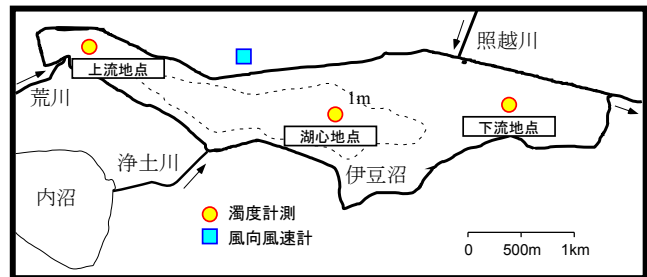 照越川
上流地点
荒川
1m
湖心地点
下流地点
浄土川
伊豆沼
内沼
濁度計測
風向風速計
0 500m 1km